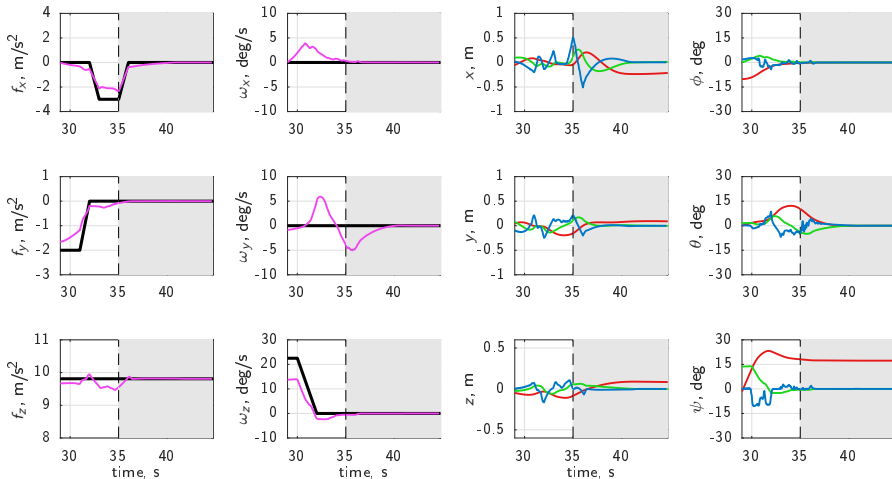 2
0
-2
-4
30 35 40
f_x, m/s²
10
5
0
-5
-10
30 35 40
ω_x, deg/s
1
0.5
0
-0.5
-1
30 35 40
x, m
30
15
0
-15
-30
30 35 40
ϕ, deg
1
0
-1
-2
-3
30 35 40
f_y, m/s²
10
5
0
-5
-10
30 35 40
ω_y, deg/s
1
0.5
0
-0.5
-1
30 35 40
y, m
30
15
0
-15
-30
30 35 40
θ, deg
11
10
9
8
30 35 40
time, s
f_z, m/s²
30
20
10
0
-10
30 35 40
time, s
ω_z, deg/s
0.5
0
-0.5
30 35 40
time, s
z, m
30
15
0
-15
-30
30 35 40
time, s
ψ, deg